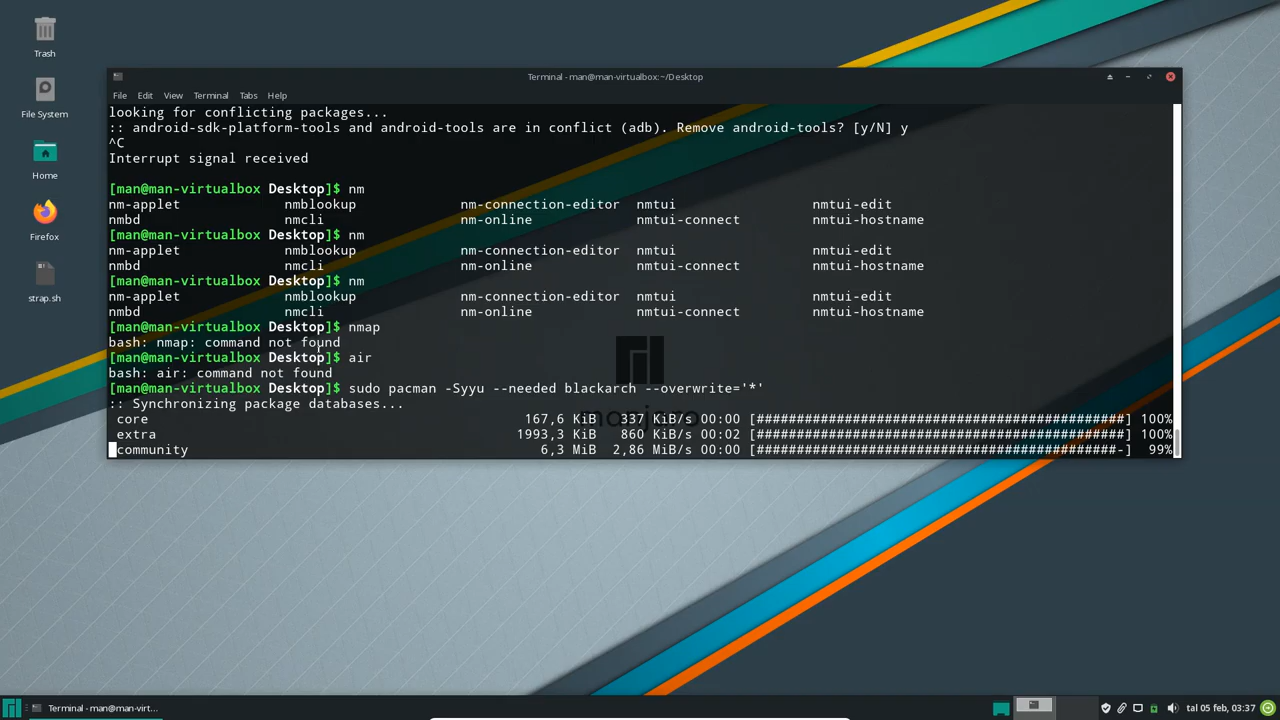 Trash
File System
Home
Firefox
strap.sh
Terminal - man@man-virtualbox:~/Desktop
File Edit View Terminal Tabs Help
looking for conflicting packages...
:: android-sdk-platform-tools and android-tools are in conflict (adb). Remove android-tools? [y/N] y
^C
Interrupt signal received
[man@man-virtualbox Desktop]$ nm
nm-applet nmblookup nm-connection-editor nmtui nmtui-edit
nmbd nmcli nm-online nmtui-connect nmtui-hostname
[man@man-virtualbox Desktop]$ nm
nm-applet nmblookup nm-connection-editor nmtui nmtui-edit
nmbd nmcli nm-online nmtui-connect nmtui-hostname
[man@man-virtualbox Desktop]$ nm
nm-applet nmblookup nm-connection-editor nmtui nmtui-edit
nmbd nmcli nm-online nmtui-connect nmtui-hostname
[man@man-virtualbox Desktop]$ nmap
bash: nmap: command not found
[man@man-virtualbox Desktop]$ air
bash: air: command not found
[man@man-virtualbox Desktop]$ sudo pacman -Syyu --needed blackarch --overwrite='*'
:: Synchronizing package databases...
core 167,6 KiB 337 KiB/s 00:00 [###############################################] 100%
extra 1993,3 KiB 860 KiB/s 00:02 [###############################################] 100%
community 6,3 MiB 2,86 MiB/s 00:00 [##############################################-] 99%
manjaro
Terminal - man@man-virt...
tal 05 feb, 03:37